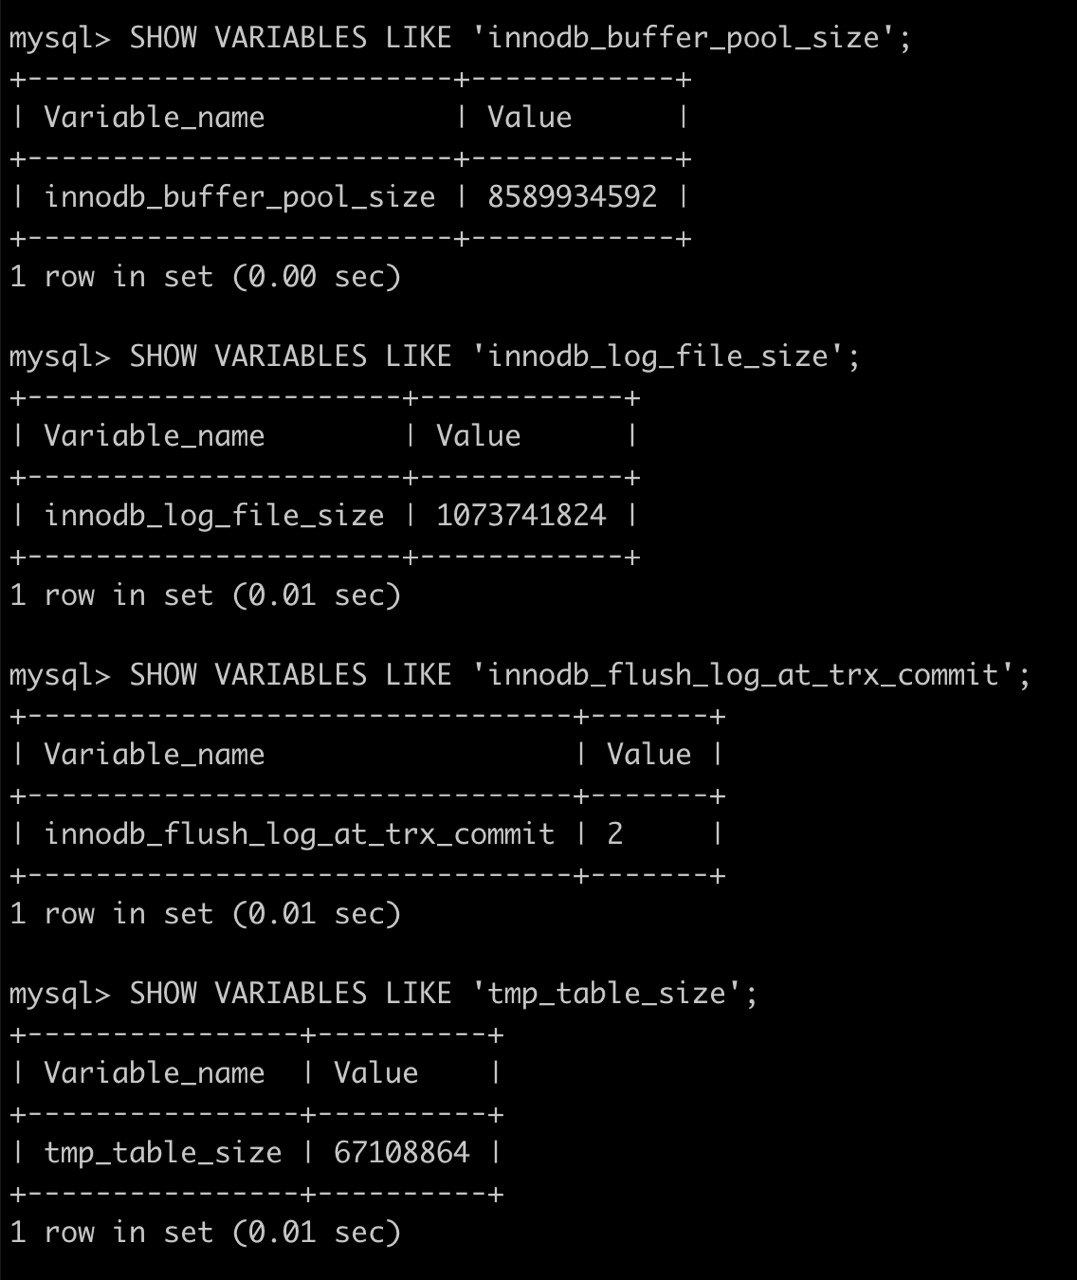 mysql> SHOW VARIABLES LIKE 'innodb_buffer_pool_size';
+-------------------------+------------+
| Variable_name           | Value      |
+-------------------------+------------+
| innodb_buffer_pool_size | 8589934592 |
+-------------------------+------------+
1 row in set (0.00 sec)

mysql> SHOW VARIABLES LIKE 'innodb_log_file_size';
+----------------------+------------+
| Variable_name        | Value      |
+----------------------+------------+
| innodb_log_file_size | 1073741824 |
+----------------------+------------+
1 row in set (0.01 sec)

mysql> SHOW VARIABLES LIKE 'innodb_flush_log_at_trx_commit';
+--------------------------------+-------+
| Variable_name                  | Value |
+--------------------------------+-------+
| innodb_flush_log_at_trx_commit | 2     |
+--------------------------------+-------+
1 row in set (0.01 sec)

mysql> SHOW VARIABLES LIKE 'tmp_table_size';
+----------------+----------+
| Variable_name  | Value    |
+----------------+----------+
| tmp_table_size | 67108864 |
+----------------+----------+
1 row in set (0.01 sec)